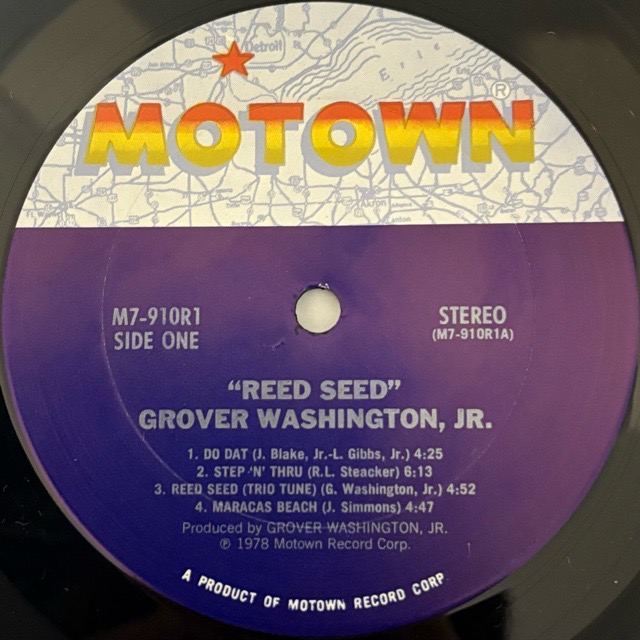 Detroit
Erie
MOTOWN®
Akron
M7-910R1
SIDE ONE
STEREO
(M7-910R1A)
“REED SEED”
GROVER WASHINGTON, JR.
1. DO DAT (J. Blake, Jr.-L. Gibbs, Jr.) 4:25
2. STEP 'N' THRU (R.L. Steacker) 6:13
3. REED SEED (TRIO TUNE) (G. Washington, Jr.) 4:52
4. MARACAS BEACH (J. Simmons) 4:47
Produced by GROVER WASHINGTON, JR.
℗ 1978 Motown Record Corp.
A PRODUCT OF MOTOWN RECORD CORP